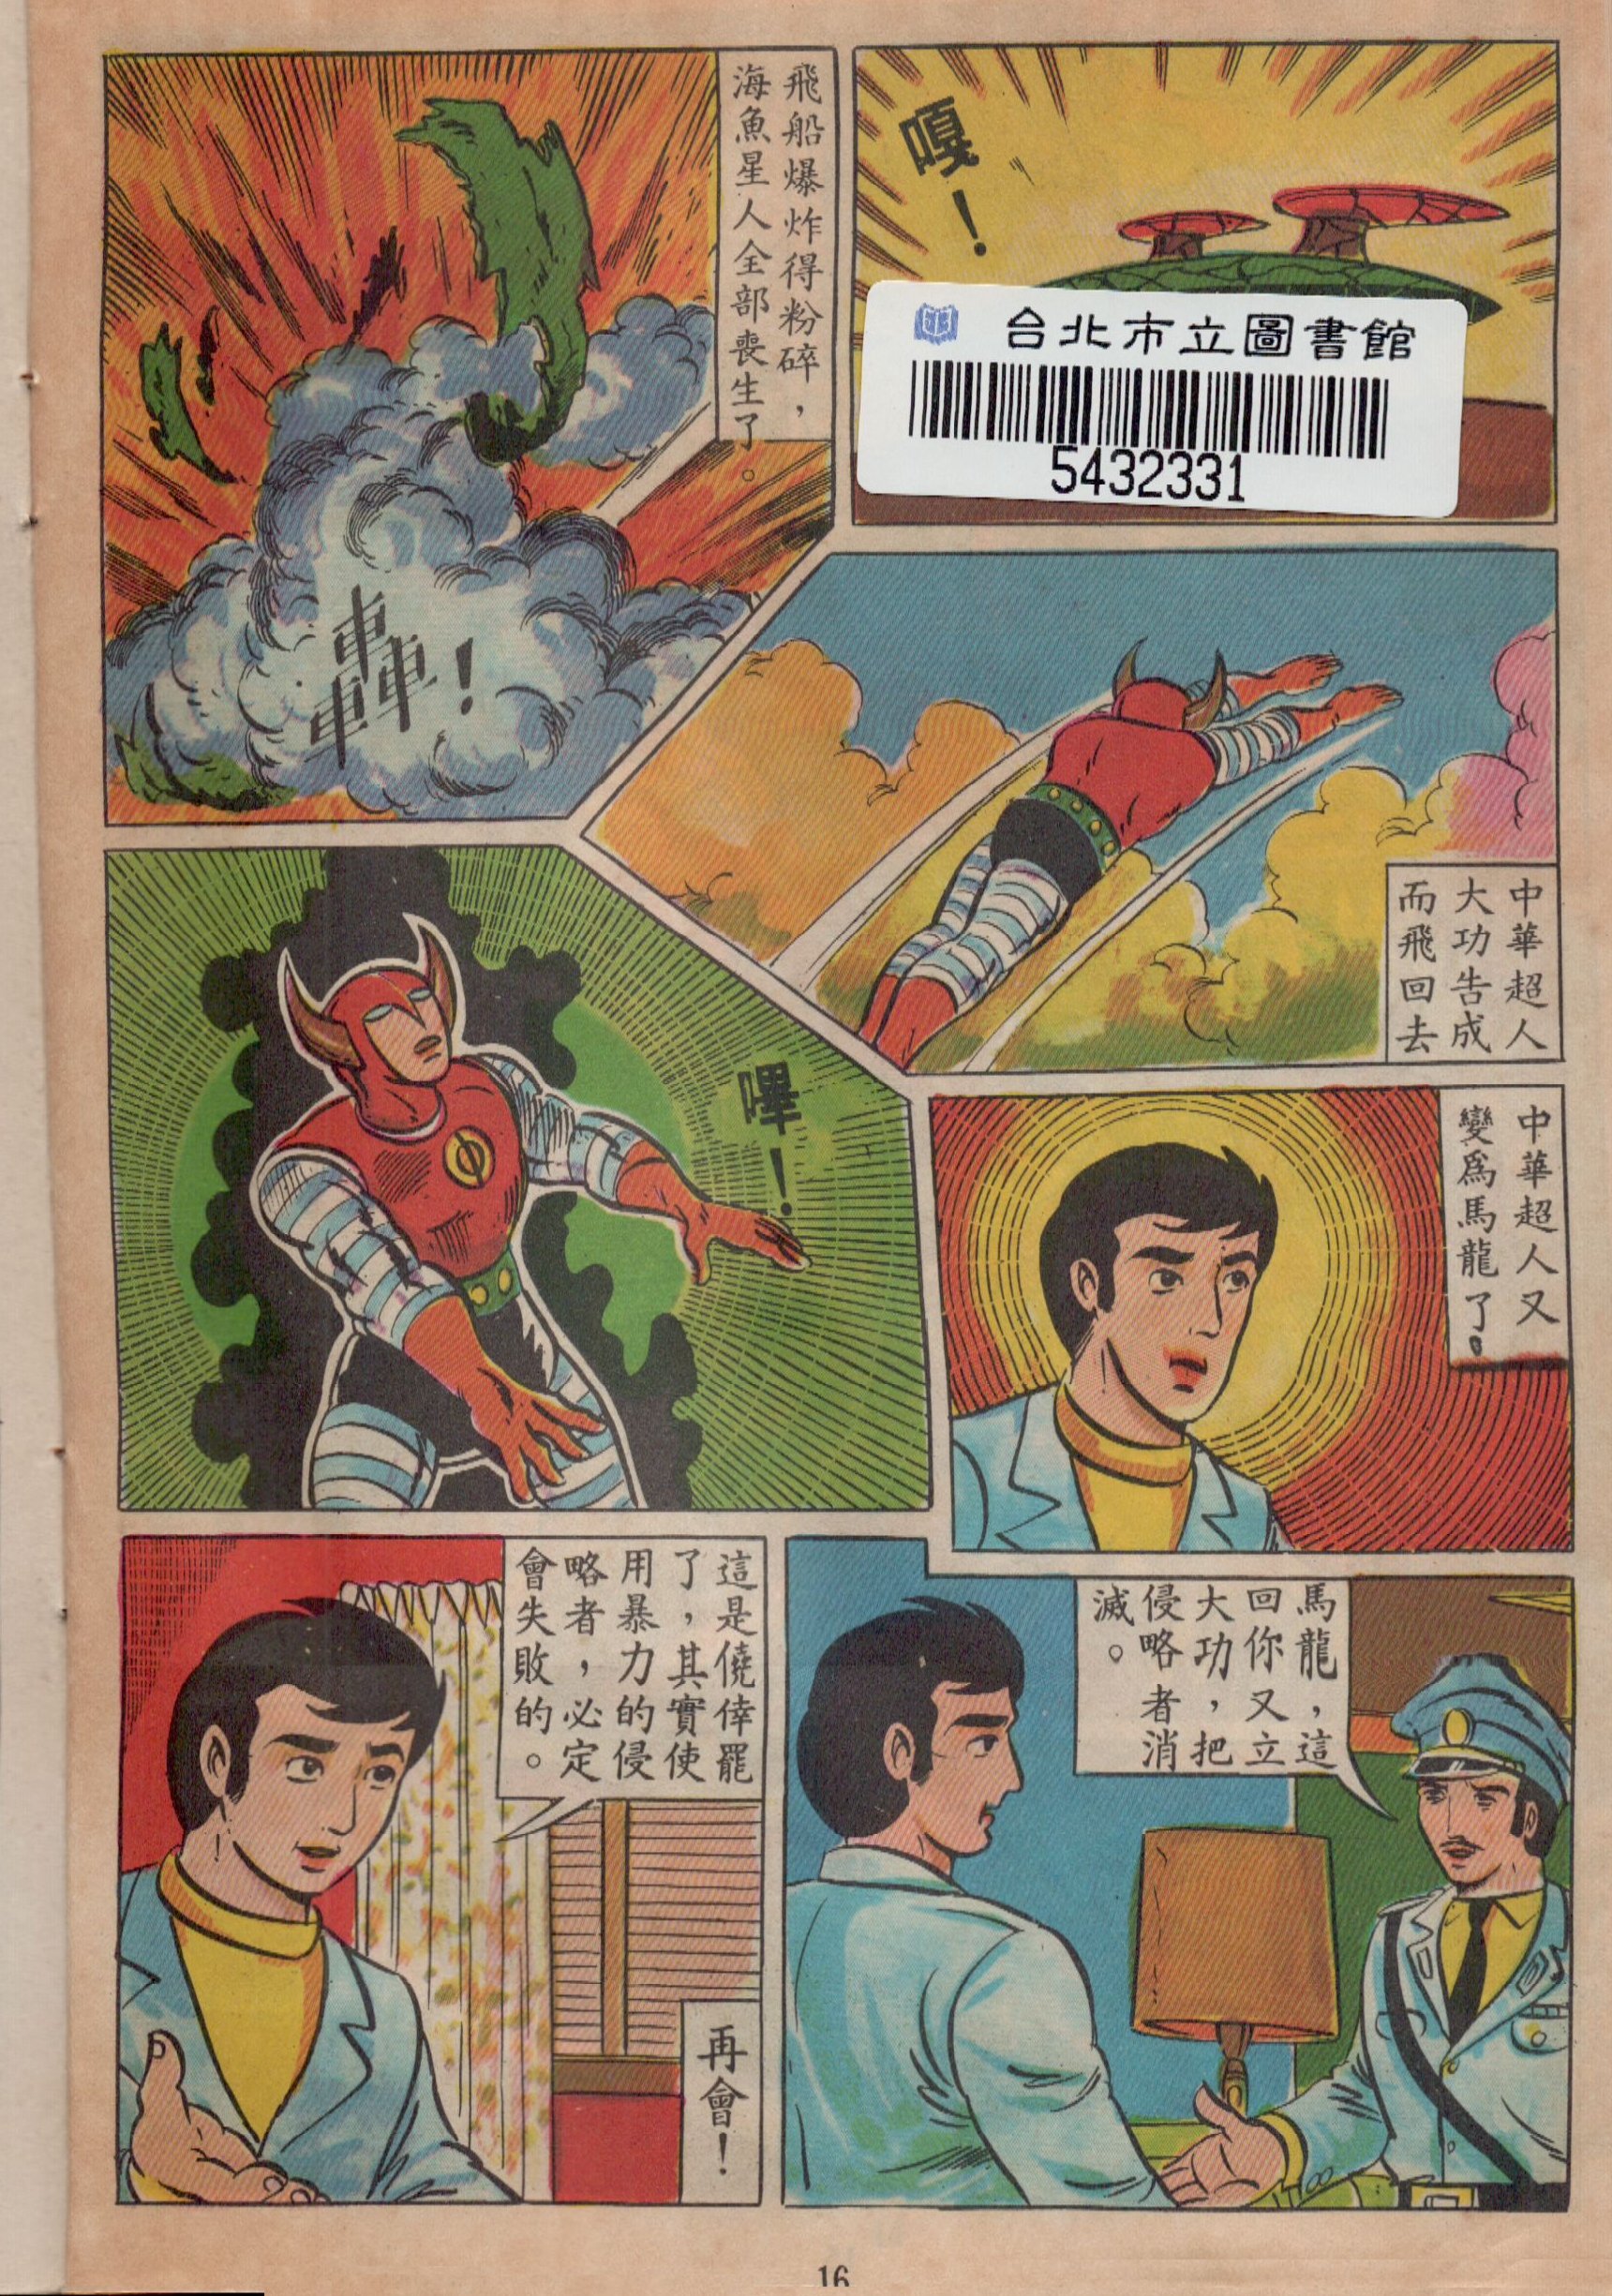 嘎！
台北市立圖書館
5432331
飛船爆炸得粉碎，
海魚星人全部喪生了。
轟！
中華超人
大功告成
而飛回去
嗶！
中華超人又
變爲馬龍了。
馬龍，這
回你又立
大功，把
侵略者消
滅。
這是僥倖罷
了，其實使
用暴力的侵
略者，必定
會失敗的。
再會！
16